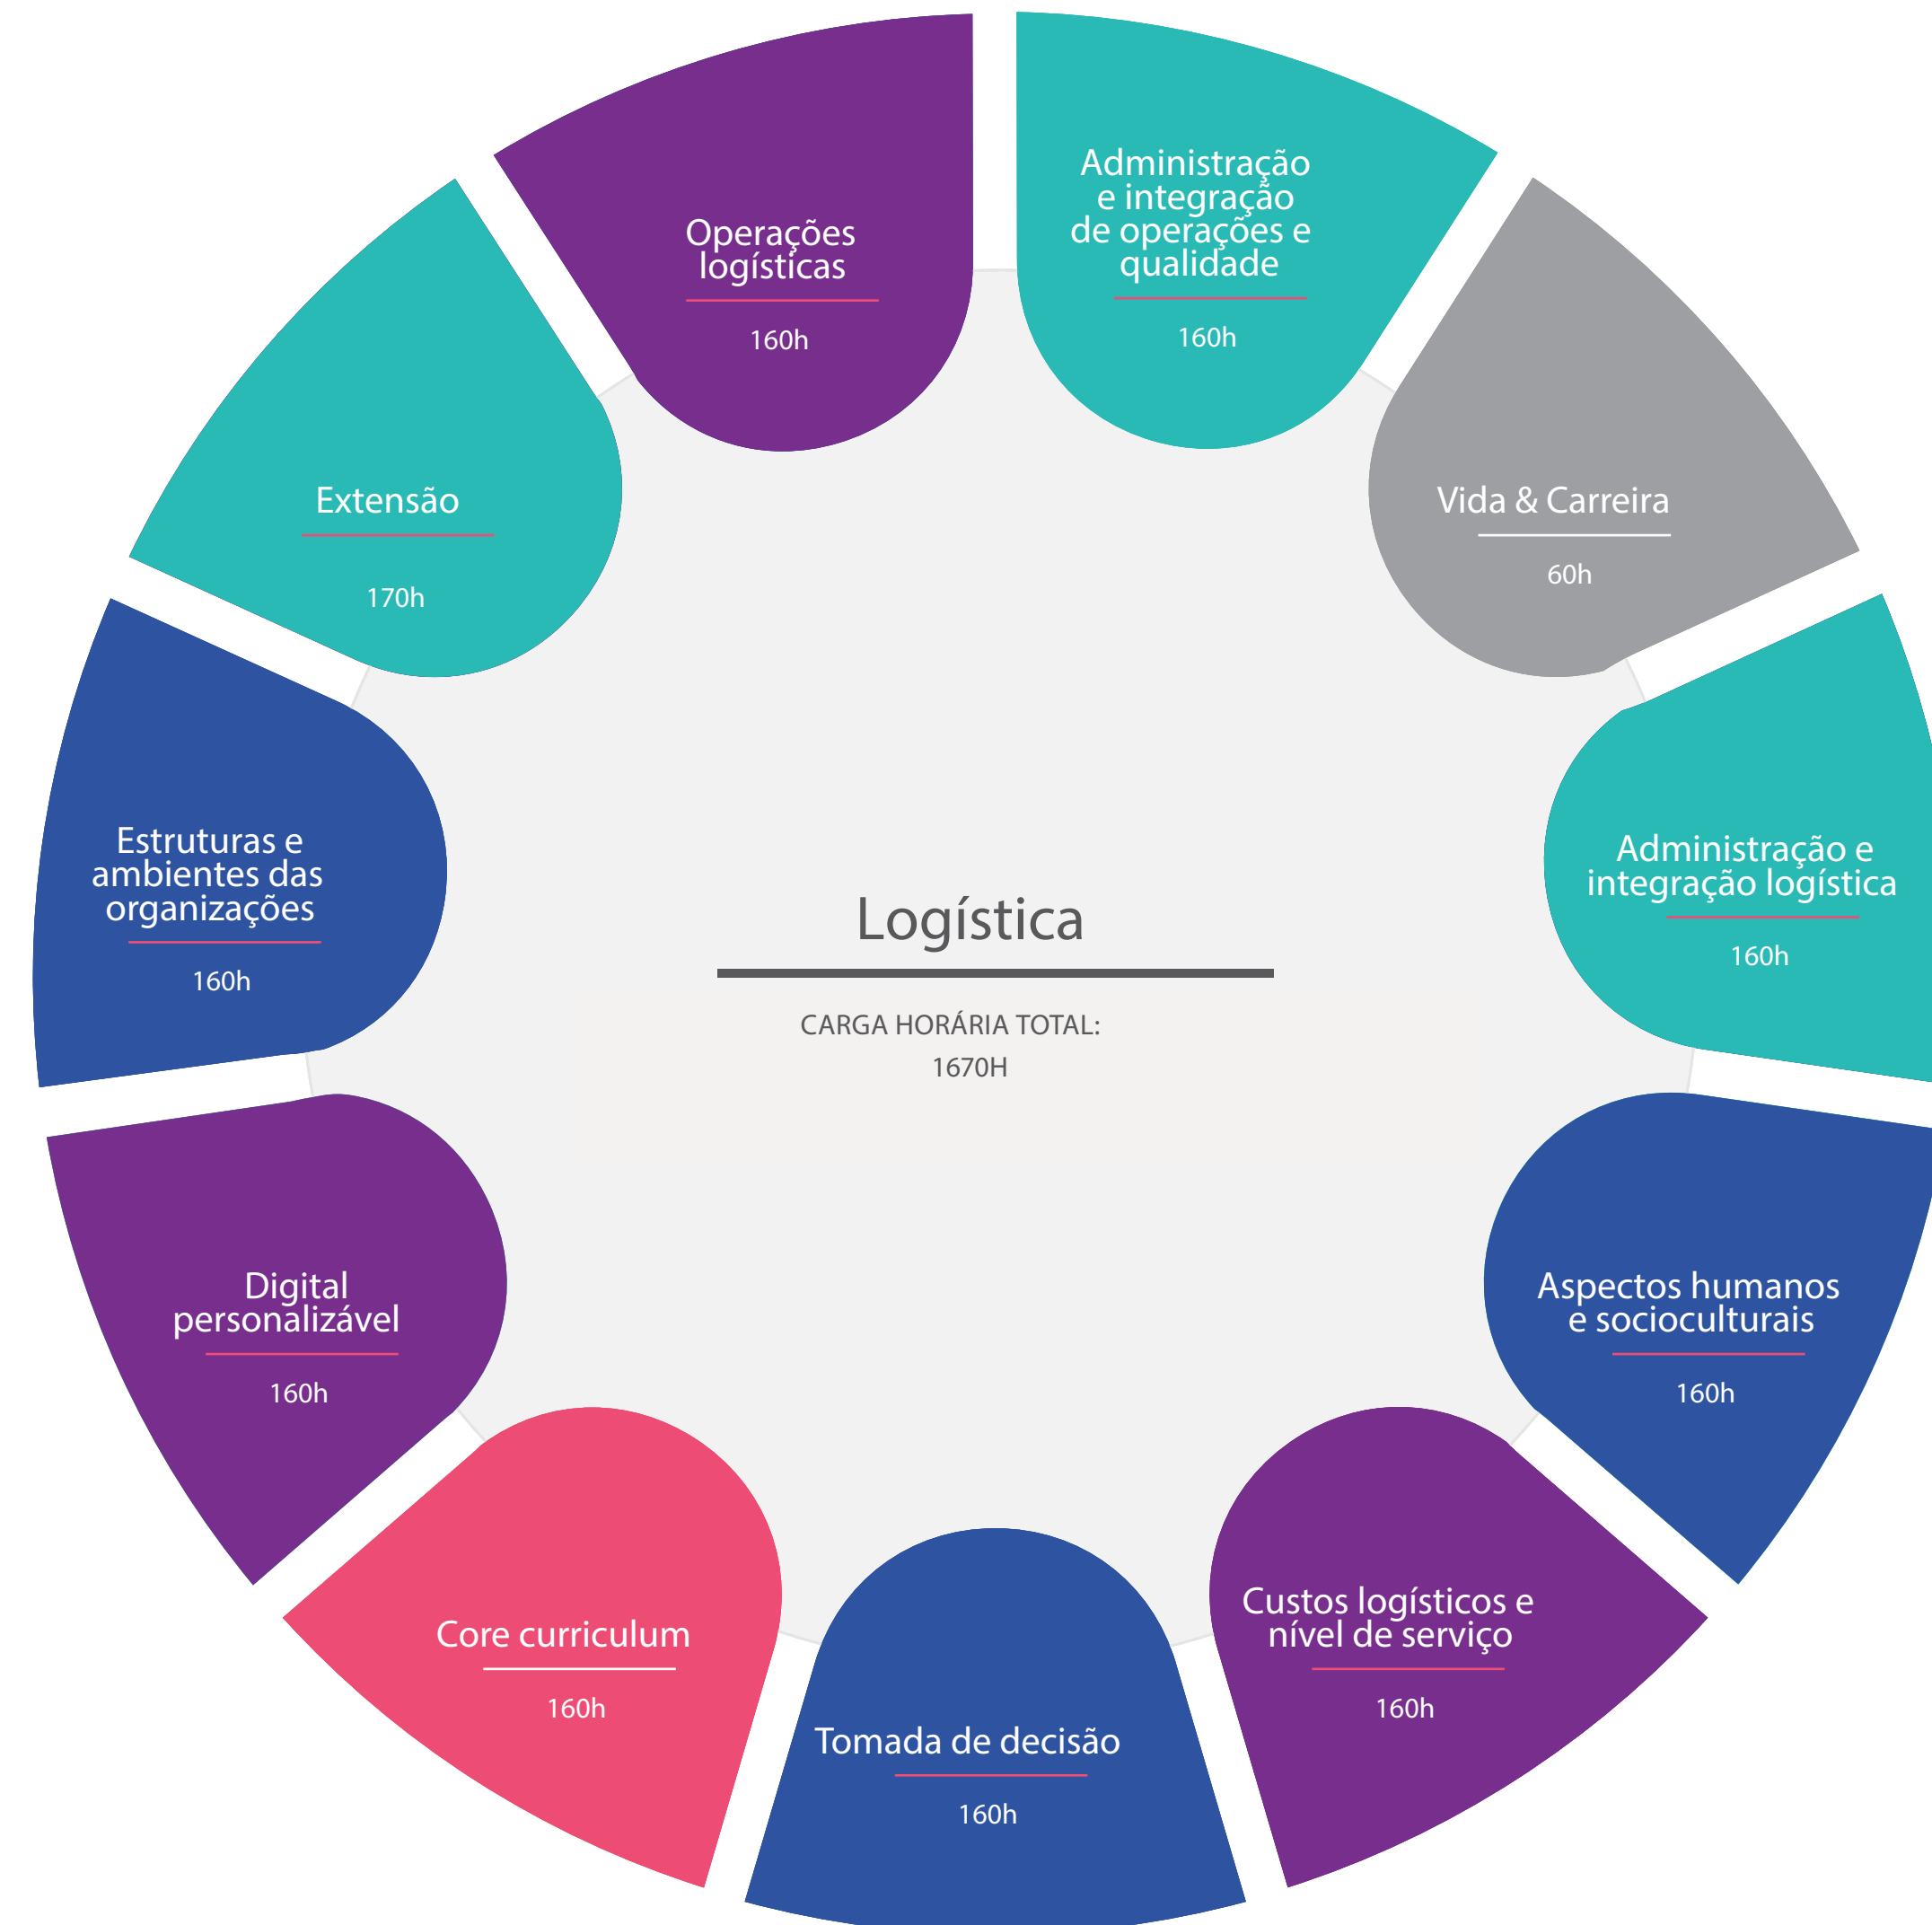 Operações
logísticas
160h
Administração
e integração
de operações e
qualidade
160h
Vida & Carreira
60h
Administração e
integração logística
160h
Aspectos humanos
e socioculturais
160h
Custos logísticos e
nível de serviço
160h
Tomada de decisão
160h
Core curriculum
160h
Digital
personalizável
160h
Estruturas e
ambientes das
organizações
160h
Extensão
170h
Logística
CARGA HORÁRIA TOTAL:
1670H